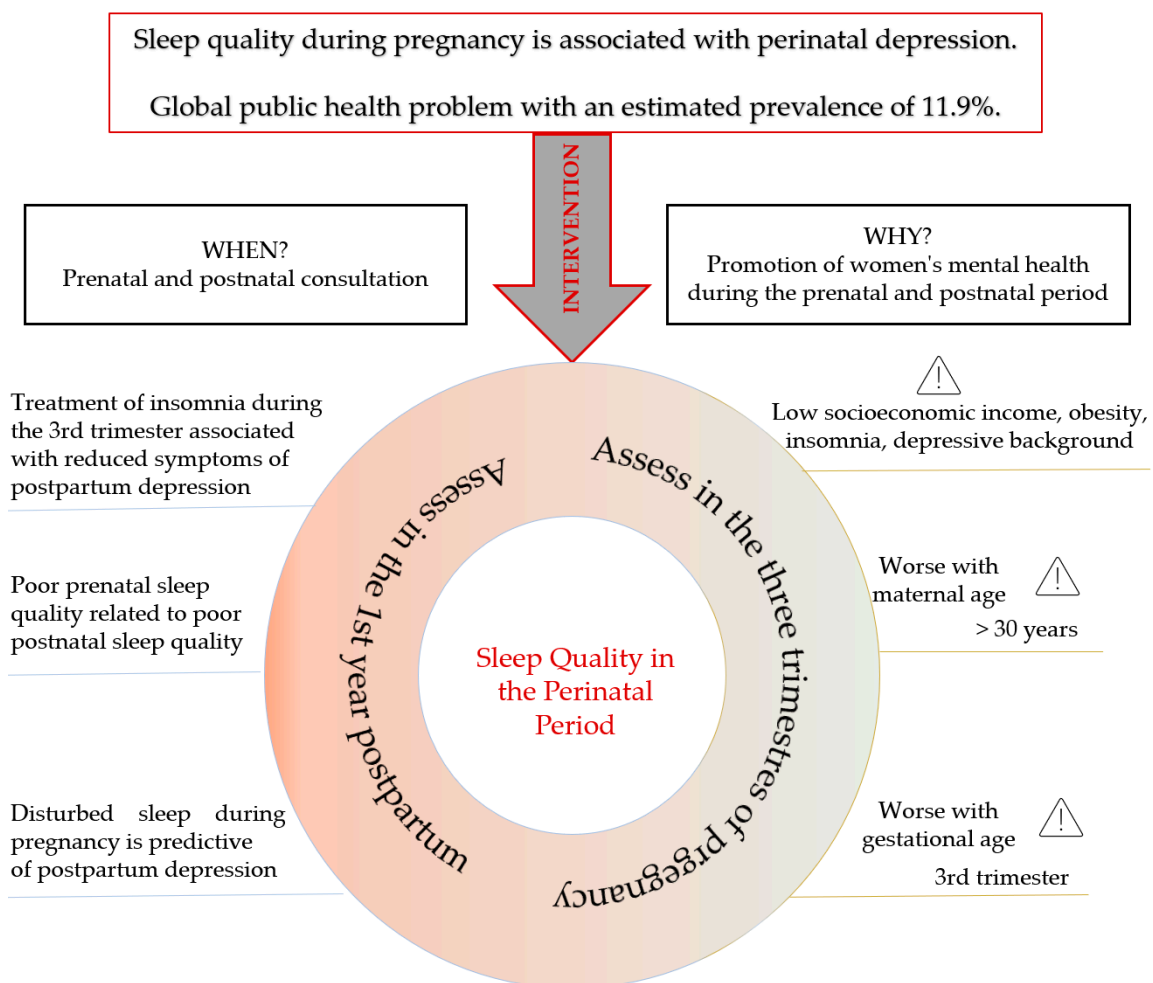 Sleep quality during pregnancy is associated with perinatal depression.
Global public health problem with an estimated prevalence of 11.9%.
INTERVENTION
WHEN?
Prenatal and postnatal consultation
WHY?
Promotion of women's mental health
during the prenatal and postnatal period
Treatment of insomnia during
the 3rd trimester associated
with reduced symptoms of
postpartum depression
Poor prenatal sleep
quality related to poor
postnatal sleep quality
Disturbed sleep during
pregnancy is predictive
of postpartum depression
Assess in the 1st year postpartum
Sleep Quality in
the Perinatal
Period
Assess in the three trimestres of prgegnancy
Low socioeconomic income, obesity,
insomnia, depressive background
Worse with
maternal age
> 30 years
Worse with
gestational age
3rd trimester